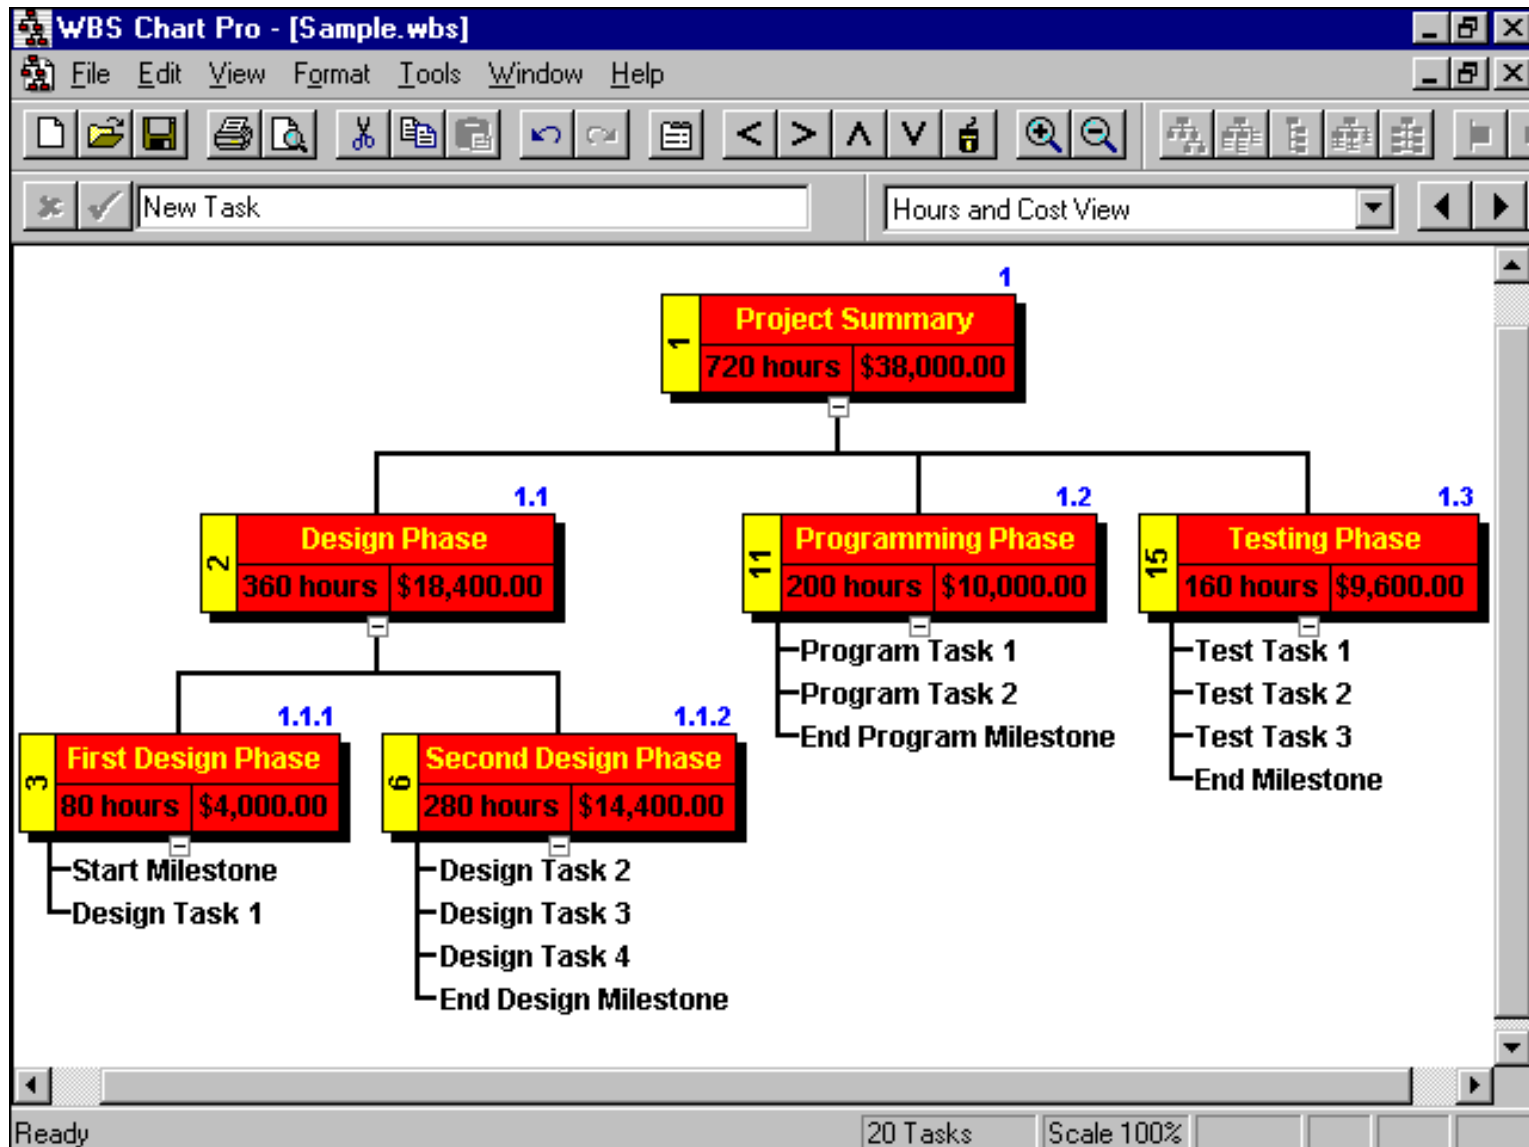 WBS Chart Pro - [Sample.wbs]
File Edit View Format Tools Window Help
New Task
Hours and Cost View
1
1
Project Summary
720 hours $38,000.00
1.1
2
Design Phase
360 hours $18,400.00
1.2
11
Programming Phase
200 hours $10,000.00
1.3
15
Testing Phase
160 hours $9,600.00
Program Task 1
Program Task 2
End Program Milestone
Test Task 1
Test Task 2
Test Task 3
End Milestone
1.1.1
3
First Design Phase
80 hours $4,000.00
1.1.2
6
Second Design Phase
280 hours $14,400.00
Start Milestone
Design Task 1
Design Task 2
Design Task 3
Design Task 4
End Design Milestone
Ready
20 Tasks
Scale 100%